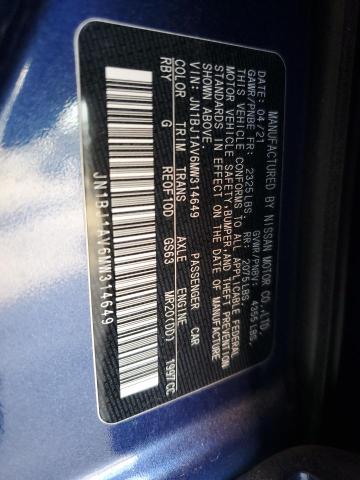 MANUFACTURED BY NISSAN MOTOR CO.,LTD.
DATE: 04/21 GVWR/PNBV: 4355 LBS.
GAWR/PNBE FR: 2325 LBS. RR: 2075 LBS.
THIS VEHICLE CONFORMS TO ALL APPLICABLE FEDERAL
MOTOR VEHICLE SAFETY,BUMPER,AND THEFT PREVENTION
STANDARDS IN EFFECT ON THE DATE OF MANUFACTURE
SHOWN ABOVE.
VIN: JN1BJ1AV6MW314649 PASSENGER CAR
COLOR TRIM TRANS AXLE ENGINE
RBY G RE0F10D GS63 MR20(DD) 1997CC
JN1BJ1AV6MW314649